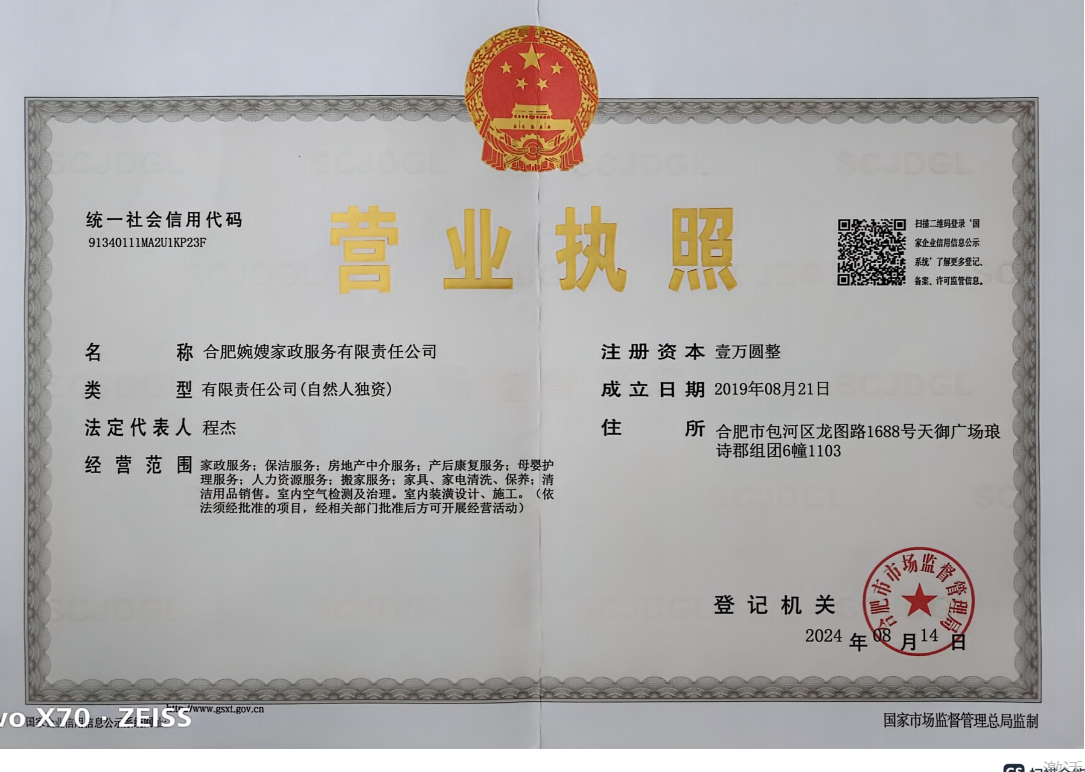 统一社会信用代码
91340111MA2U1KP23F
营业执照
扫描二维码登录‘国
家企业信用信息公示
系统’了解更多登记、
备案、许可监管信息。
名称 合肥婉嫂家政服务有限责任公司
类型 有限责任公司(自然人独资)
法定代表人 程杰
经营范围 家政服务；保洁服务；房地产中介服务；产后康复服务；母婴护
理服务；人力资源服务；搬家服务；家具、家电清洗、保养；清
洁用品销售。室内空气检测及治理。室内装潢设计、施工。（依
法须经批准的项目，经相关部门批准后方可开展经营活动）
注册资本 壹万圆整
成立日期 2019年08月21日
住所 合肥市包河区龙图路1688号天御广场琅
诗郡组团6幢1103
登记机关
合肥市市场监督管理局
2024年08月14日
http://www.gsxt.gov.cn
vo X70 ZEISS
国家市场监督管理总局监制
SCJDGL
CS
激活